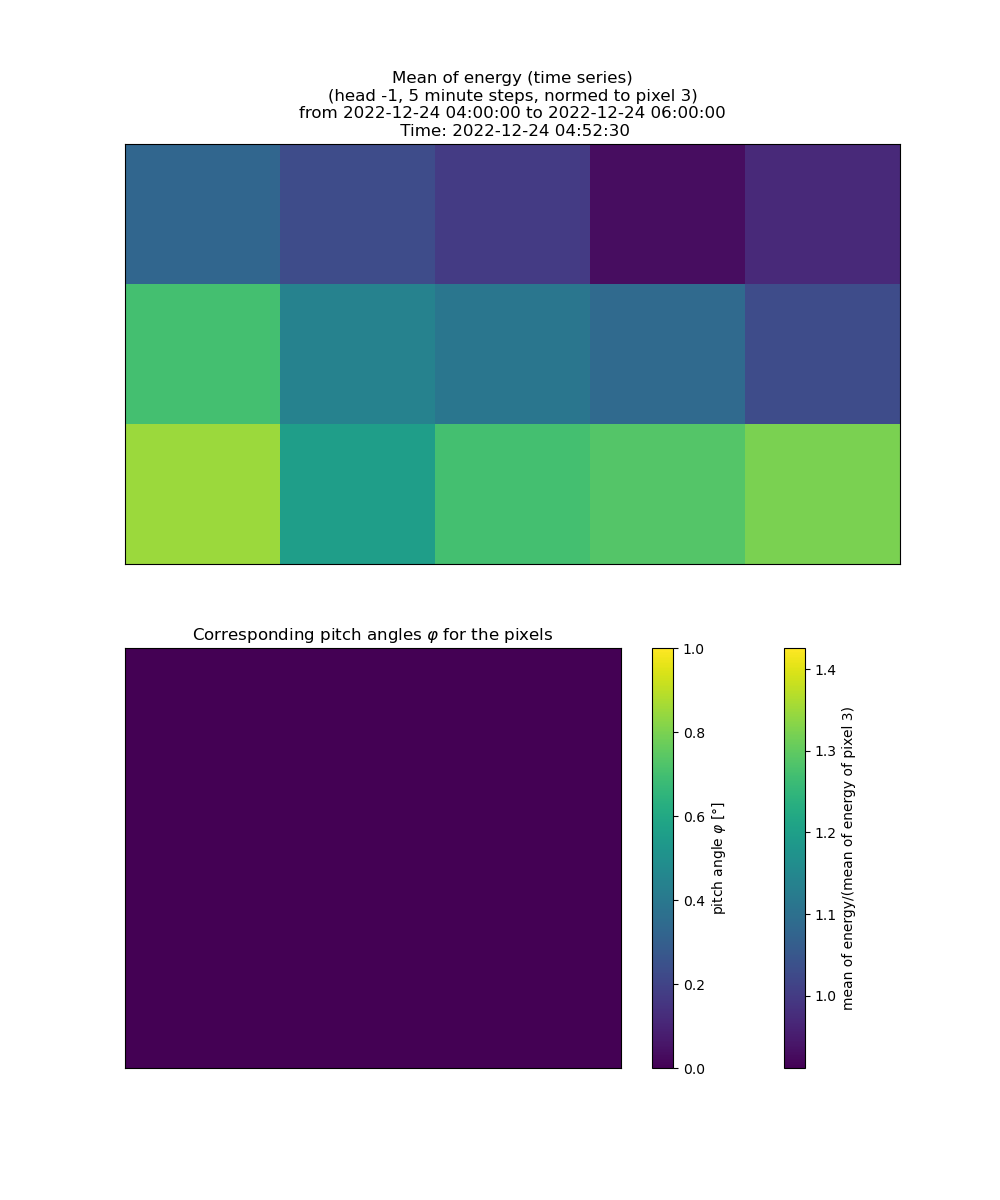 Mean of energy (time series)
(head -1, 5 minute steps, normed to pixel 3)
from 2022-12-24 04:00:00 to 2022-12-24 06:00:00
Time: 2022-12-24 04:52:30
Corresponding pitch angles φ for the pixels
1.0
0.8
0.6
0.4
0.2
0.0
pitch angle φ [°]
1.4
1.3
1.2
1.1
1.0
mean of energy/(mean of energy of pixel 3)